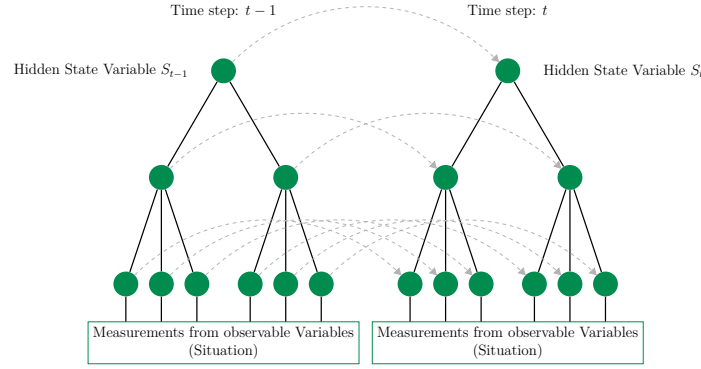 Time step: t − 1
Time step: t
Hidden State Variable S_{t−1}
Hidden State Variable S
Measurements from observable Variables
(Situation)
Measurements from observable Variables
(Situation)